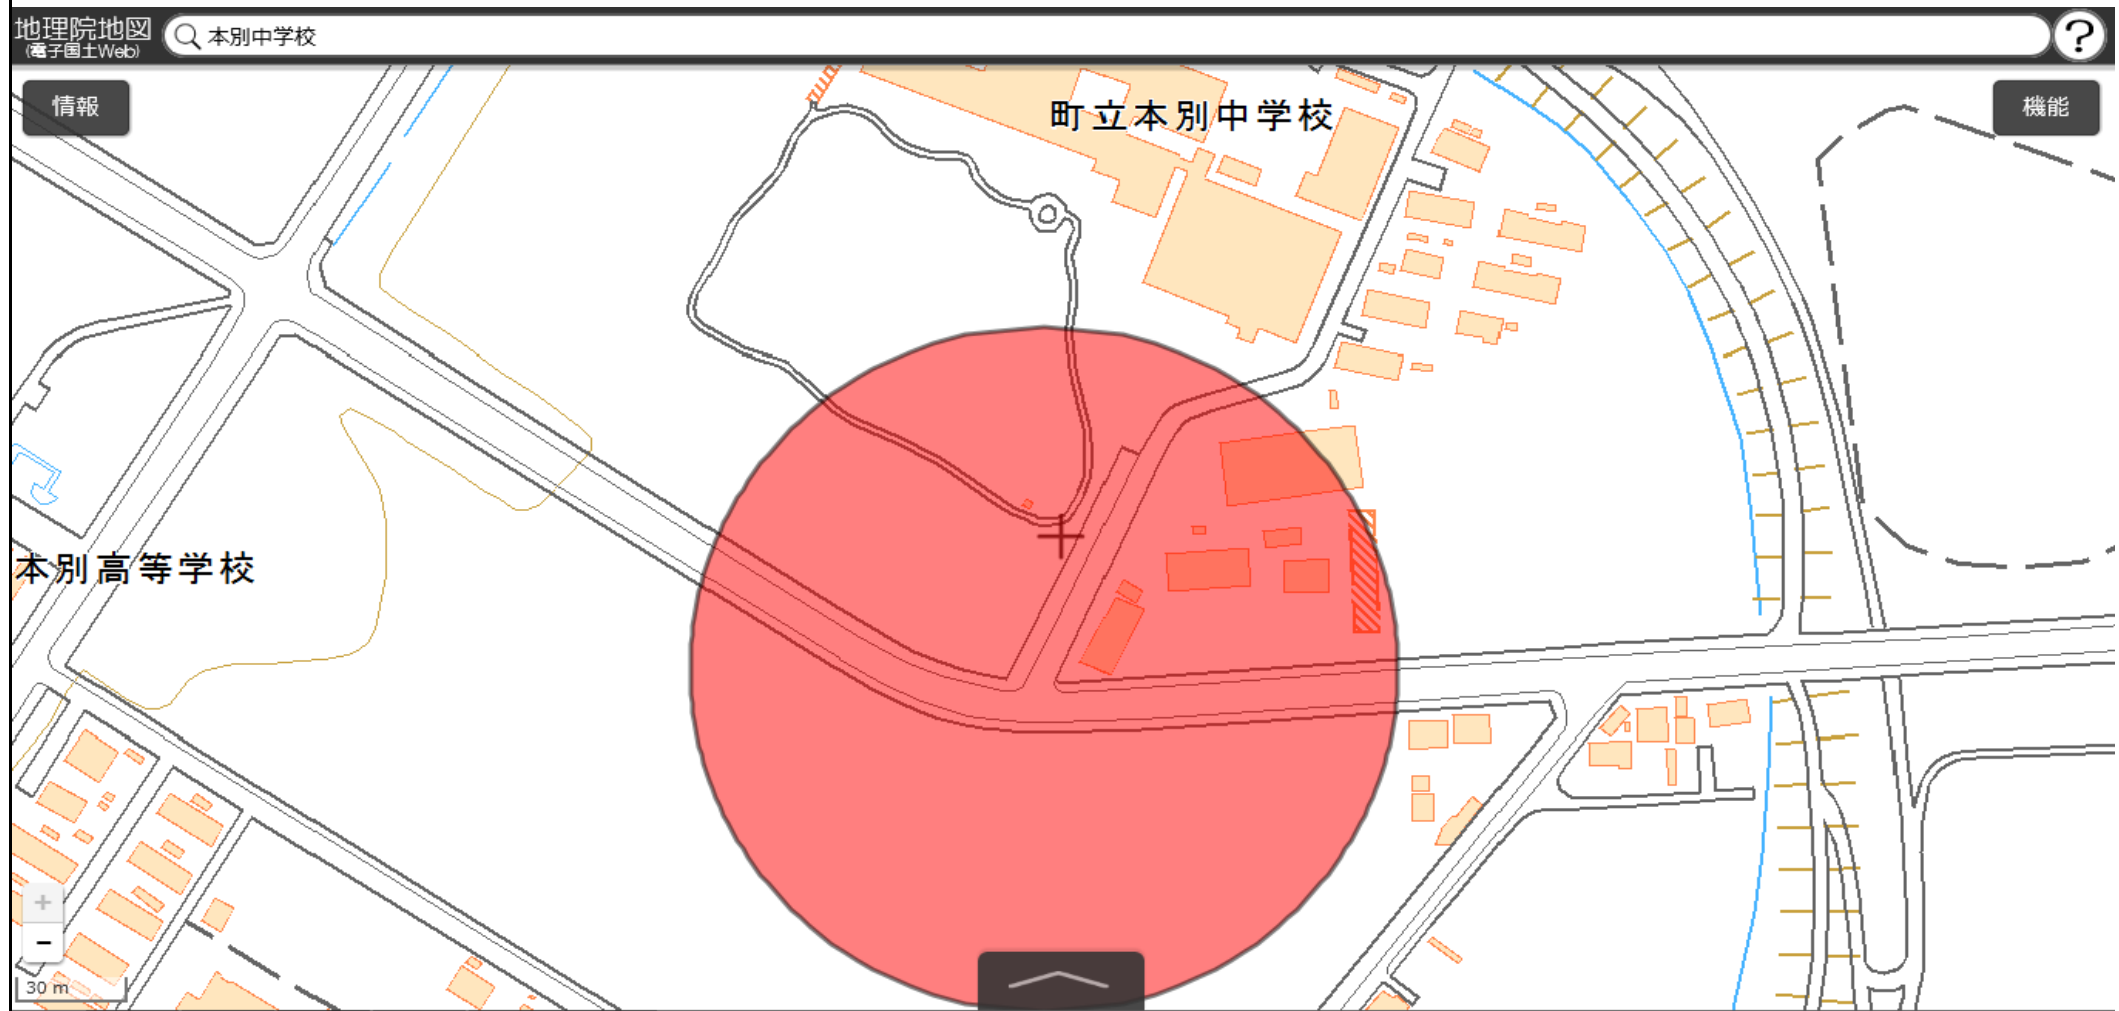 地理院地図
(電子国土Web)
本別中学校
?
情報
機能
町立本別中学校
本別高等学校
+
−
30 m